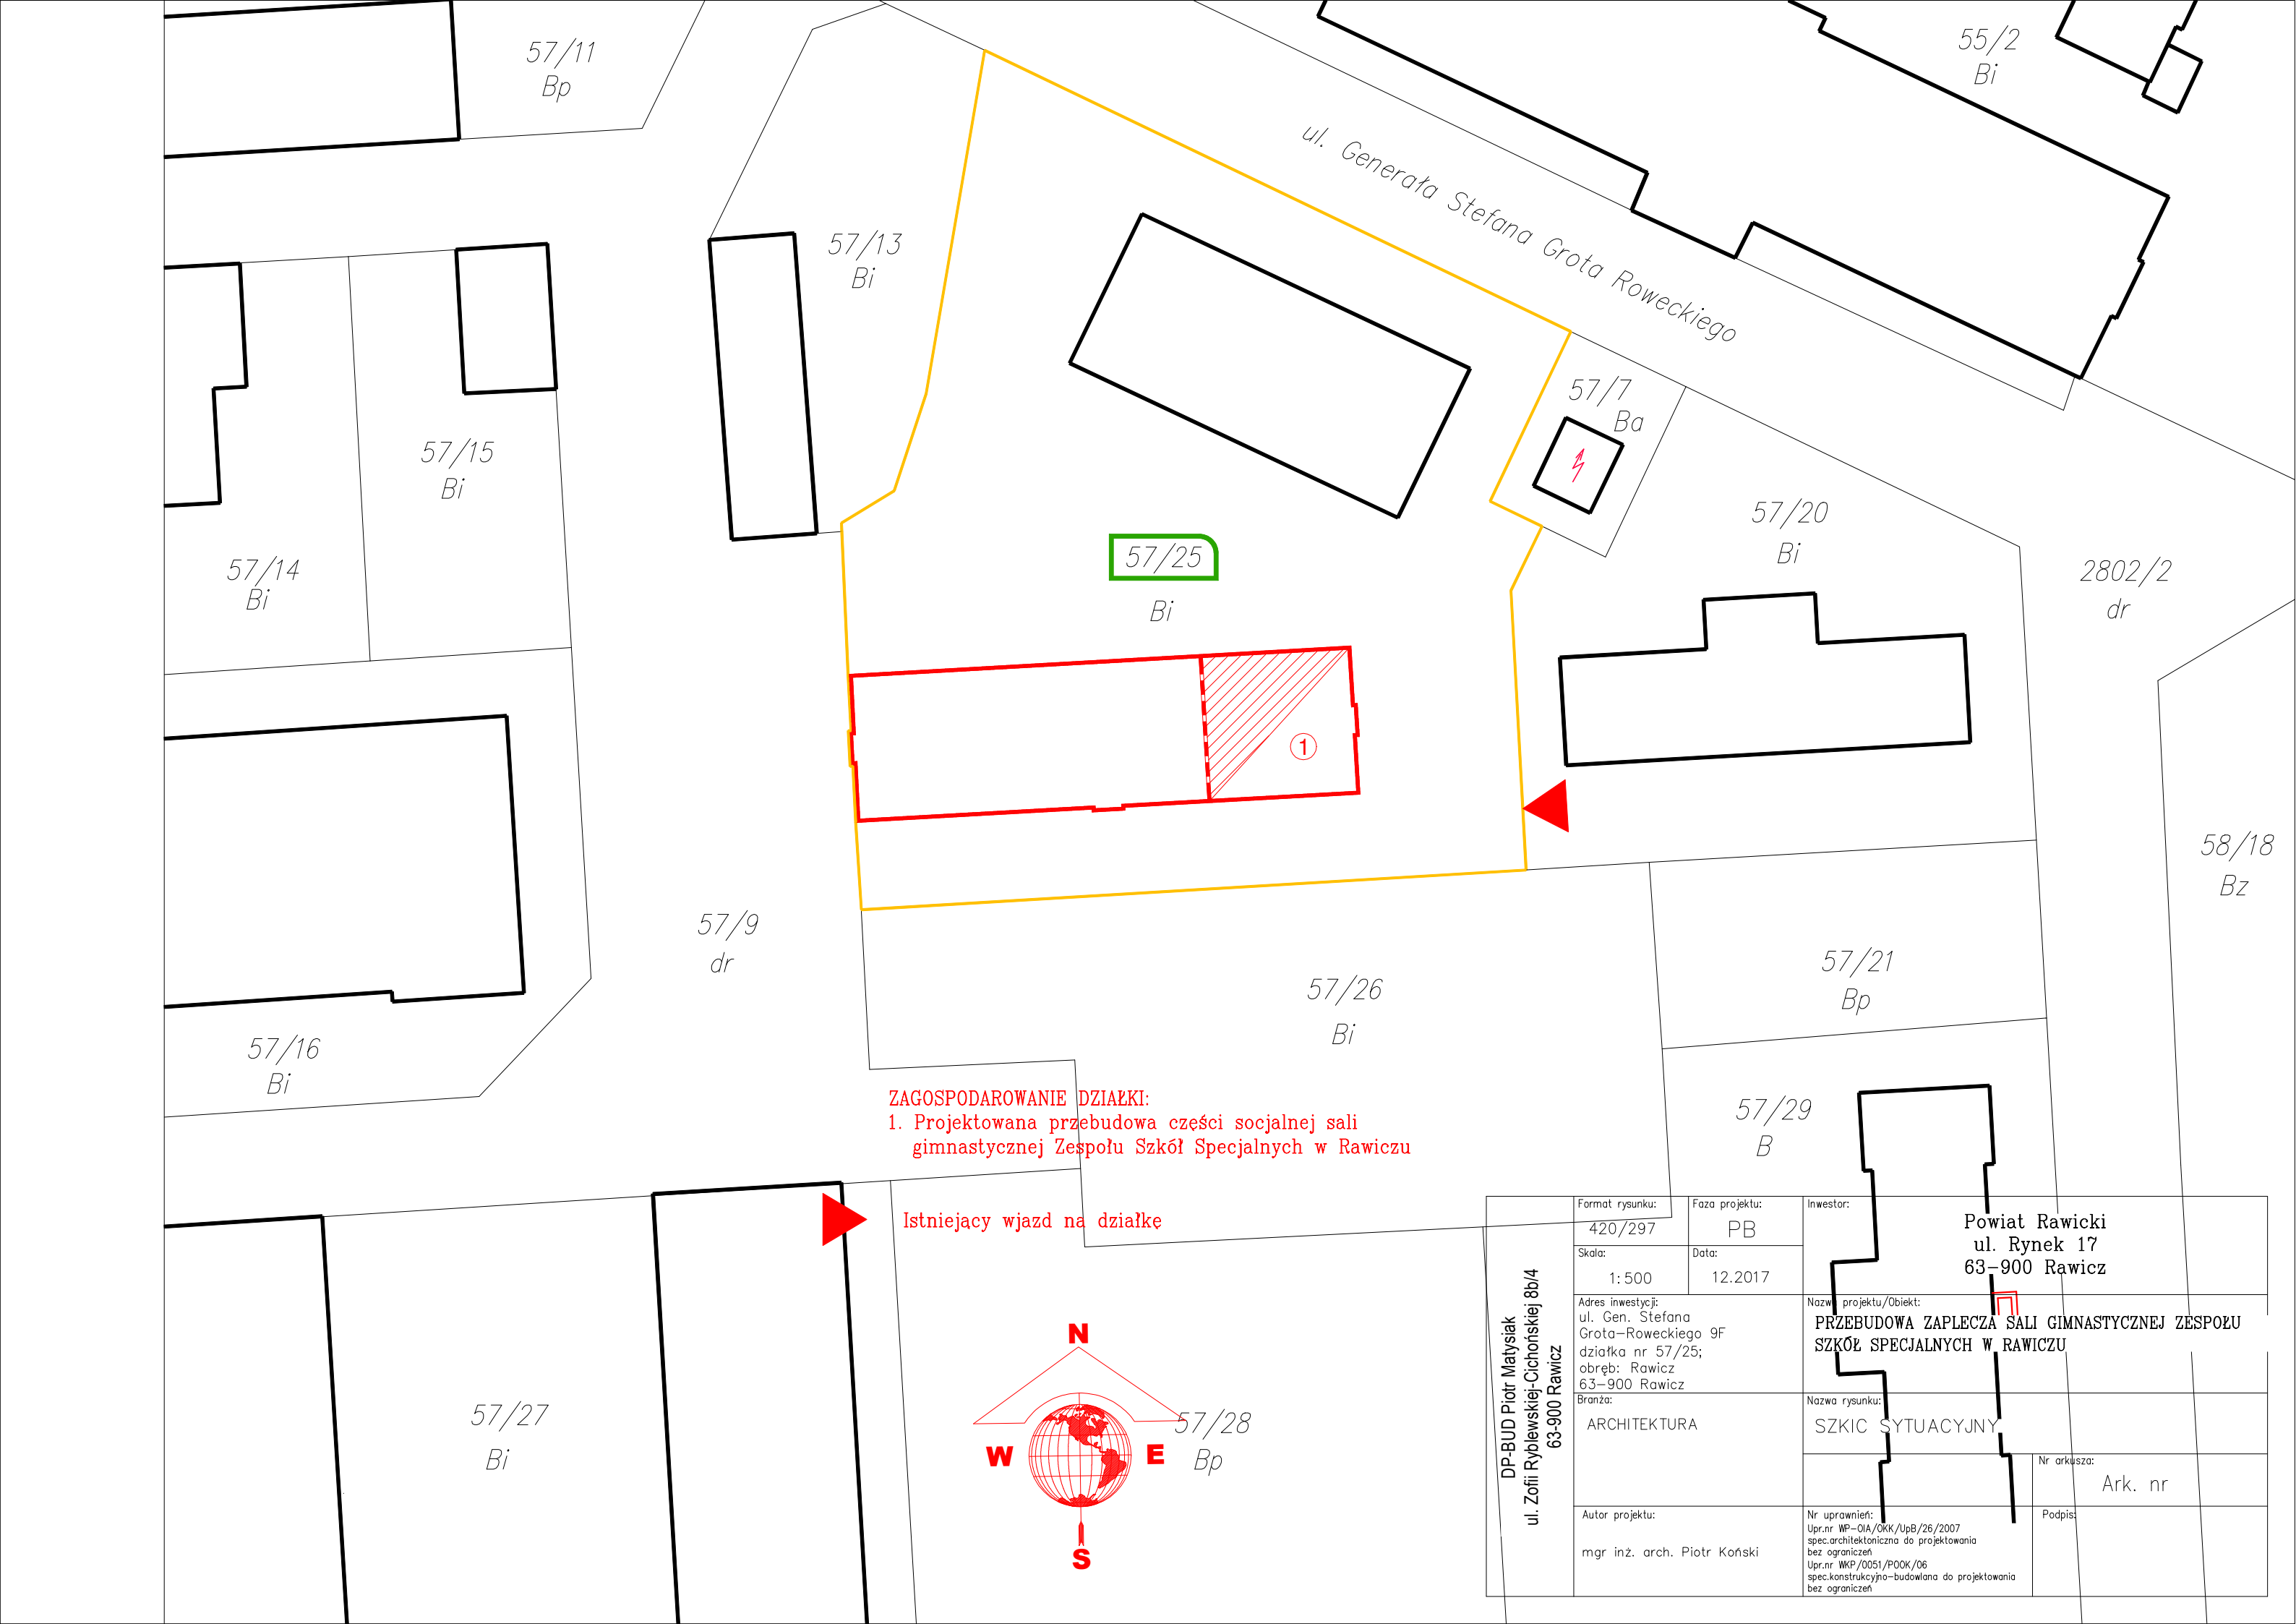 57/11
Bp
55/2
Bi
ul. Generała Stefana Grota Roweckiego
57/13
Bi
57/7
Ba
57/15
Bi
57/20
Bi
57/25
Bi
57/14
Bi
2802/2
dr
1
58/18
Bz
57/9
dr
57/21
Bp
57/26
Bi
57/16
Bi
57/29
B
ZAGOSPODAROWANIE DZIAŁKI:
1. Projektowana przebudowa części socjalnej sali
gimnastycznej Zespołu Szkół Specjalnych w Rawiczu
Istniejący wjazd na działkę
57/27
Bi
57/28
Bp
N
W
E
S
DP-BUD Piotr Matysiak
ul. Zofii Ryblewskiej-Cichońskiej 8b/4
63-900 Rawicz
Format rysunku:
420/297
Faza projektu:
PB
Inwestor:
Powiat Rawicki
ul. Rynek 17
63-900 Rawicz
Skala:
1:500
Data:
12.2017
Adres inwestycji:
ul. Gen. Stefana
Grota-Roweckiego 9F
działka nr 57/25;
obręb: Rawicz
63-900 Rawicz
Nazwa projektu/Obiekt:
PRZEBUDOWA ZAPLECZA SALI GIMNASTYCZNEJ ZESPOŁU
SZKÓŁ SPECJALNYCH W RAWICZU
Branża:
ARCHITEKTURA
Nazwa rysunku:
SZKIC SYTUACYJNY
Nr arkusza:
Ark. nr
Autor projektu:
mgr inż. arch. Piotr Koński
Nr uprawnień:
Upr.nr WP-OIA/OKK/UpB/26/2007
spec.architektoniczna do projektowania
bez ograniczeń
Upr.nr WKP/0051/POOK/06
spec.konstrukcyjno-budowlana do projektowania
bez ograniczeń
Podpis: